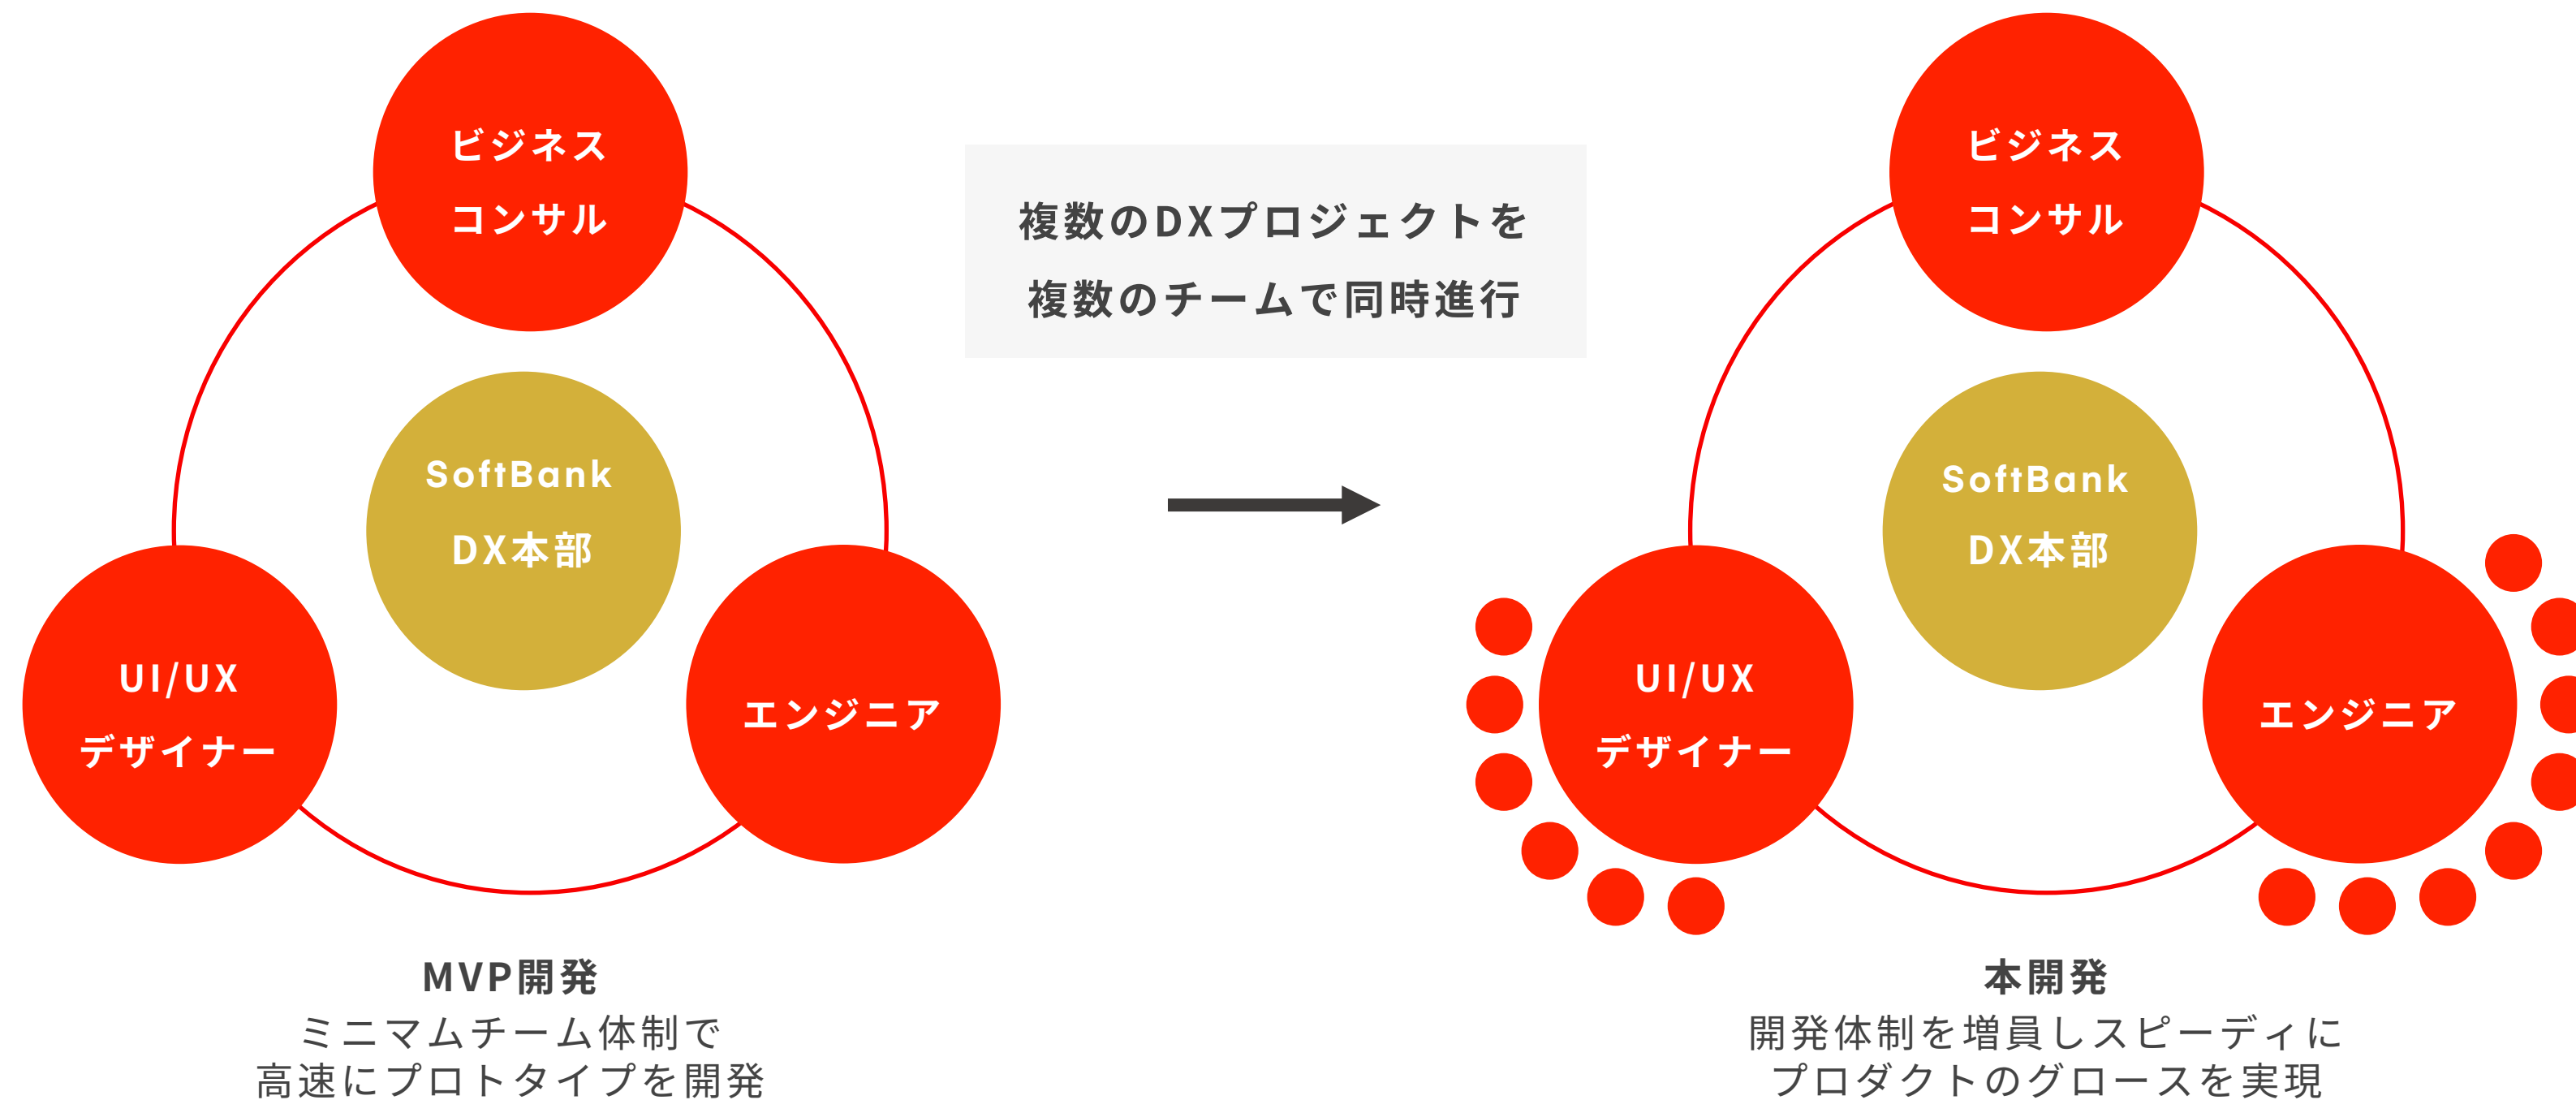 ビジネス
コンサル
SoftBank
DX本部
UI/UX
デザイナー
エンジニア
MVP開発
ミニマムチーム体制で
高速にプロトタイプを開発
複数のDXプロジェクトを
複数のチームで同時進行
ビジネス
コンサル
SoftBank
DX本部
UI/UX
デザイナー
エンジニア
本開発
開発体制を増員しスピーディに
プロダクトのグロースを実現